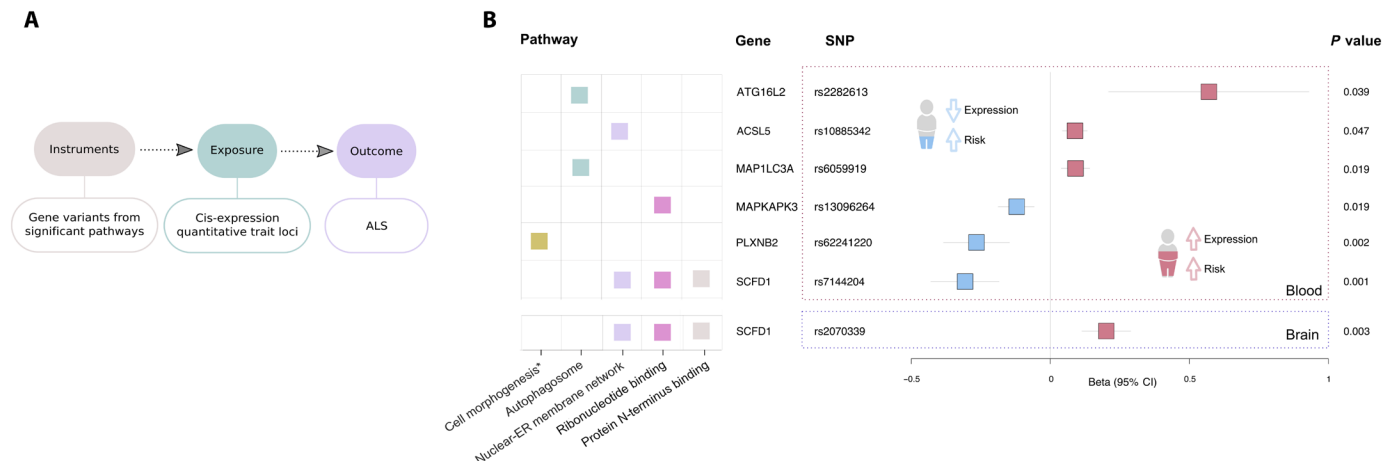 A
Instruments
Exposure
Outcome
Gene variants from
significant pathways
Cis-expression
quantitative trait loci
ALS
B
Pathway
Gene
SNP
P value
ATG16L2
rs2282613
0.039
ACSL5
rs10885342
0.047
MAP1LC3A
rs6059919
0.019
MAPKAPK3
rs13096264
0.019
PLXNB2
rs62241220
0.002
SCFD1
rs7144204
0.001
Expression
Risk
Expression
Risk
Blood
SCFD1
rs2070339
0.003
Brain
−0.5
0
0.5
1
Beta (95% CI)
Cell morphogenesis*
Autophagosome
Nuclear-ER membrane network
Ribonucleotide binding
Protein N-terminus binding